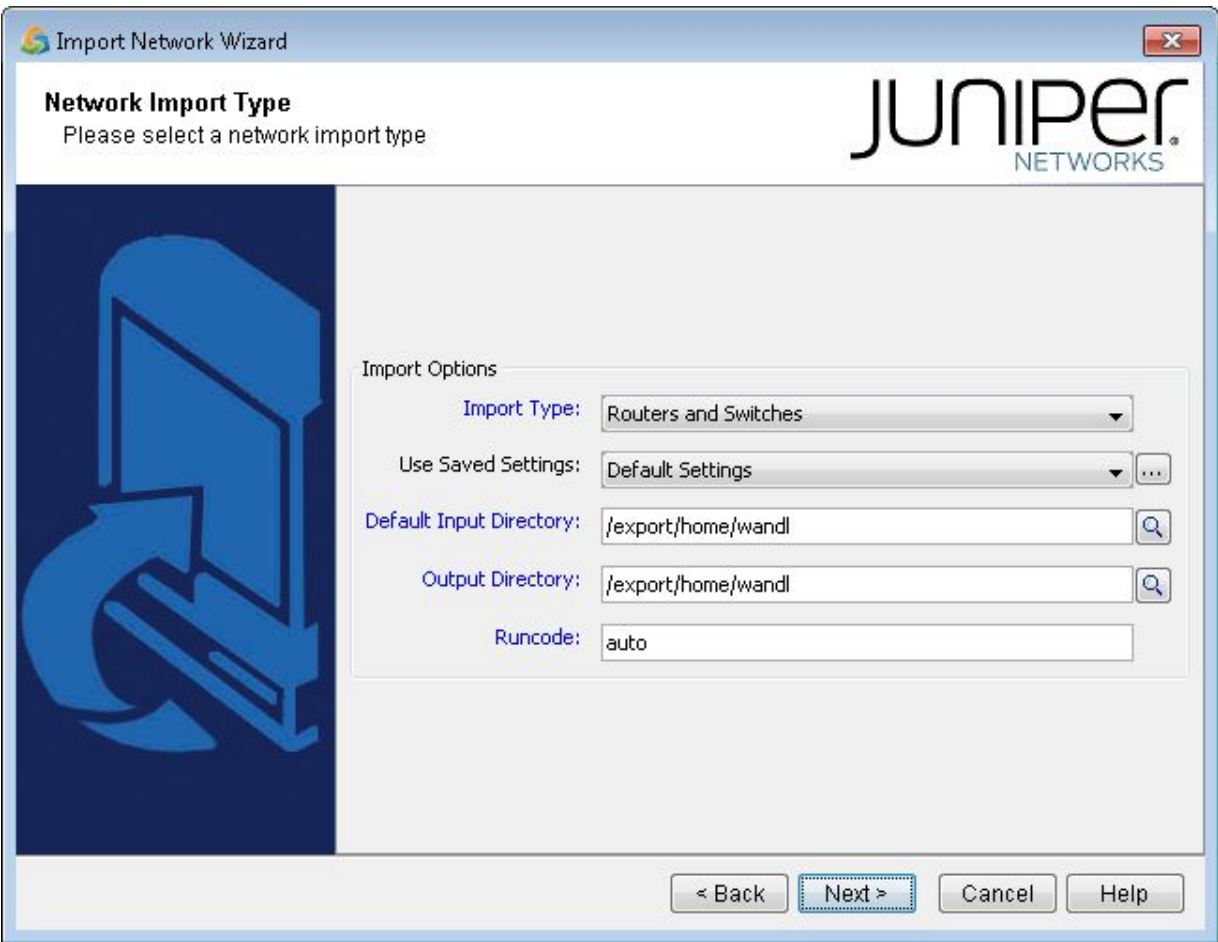 Import Network Wizard
Network Import Type
Please select a network import type
JUNIPER
NETWORKS
Import Options
Import Type: Routers and Switches
Use Saved Settings: Default Settings ...
Default Input Directory: /export/home/wandl
Output Directory: /export/home/wandl
Runcode: auto
< Back Next > Cancel Help